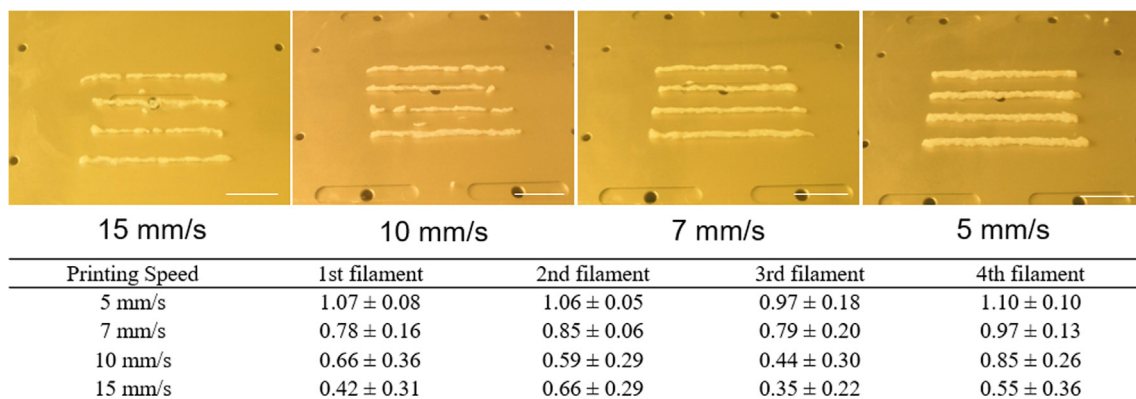 15 mm/s 10 mm/s 7 mm/s 5 mm/s
Printing Speed 1st filament 2nd filament 3rd filament 4th filament
5 mm/s 1.07 ± 0.08 1.06 ± 0.05 0.97 ± 0.18 1.10 ± 0.10
7 mm/s 0.78 ± 0.16 0.85 ± 0.06 0.79 ± 0.20 0.97 ± 0.13
10 mm/s 0.66 ± 0.36 0.59 ± 0.29 0.44 ± 0.30 0.85 ± 0.26
15 mm/s 0.42 ± 0.31 0.66 ± 0.29 0.35 ± 0.22 0.55 ± 0.36